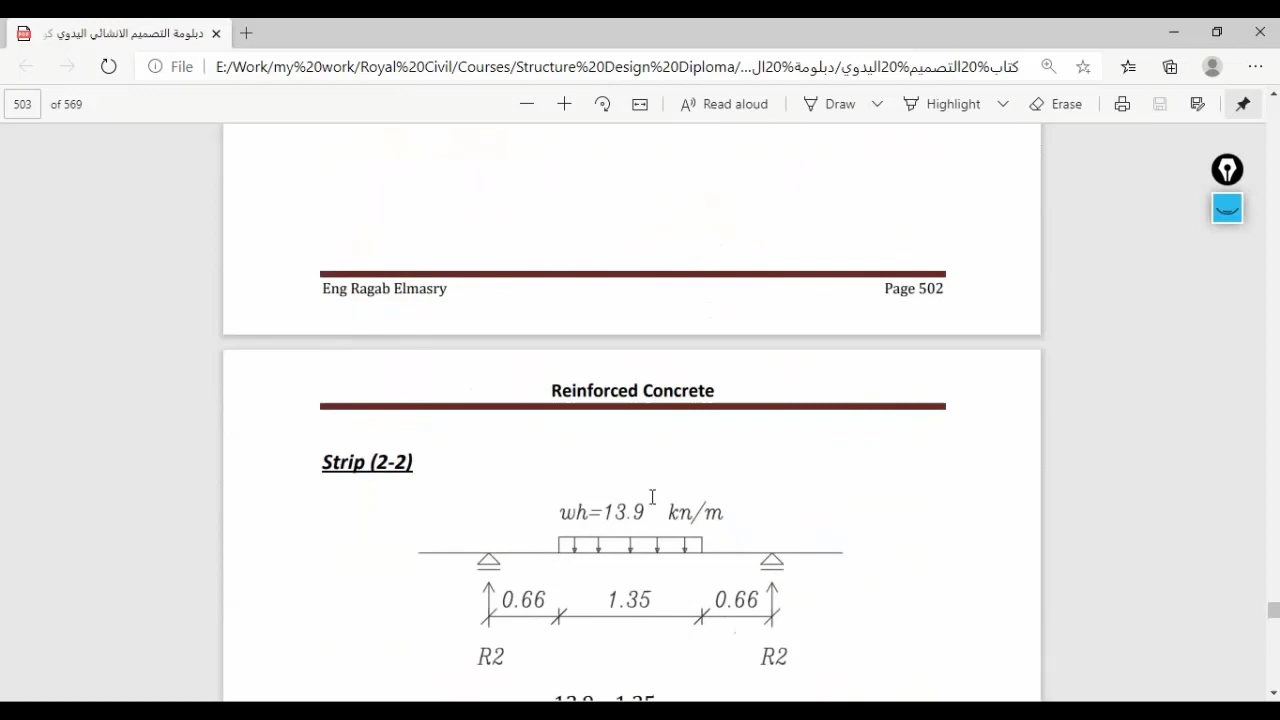 دبلومة التصميم الانشائي اليدوي كو
File E:/Work/my%20work/Royal%20Civil/Courses/Structure%20Design%20Diploma/...كتاب%20التصميم%20اليدوي/دبلومة%20ال
503 of 569 Read aloud Draw Highlight Erase
Eng Ragab Elmasry Page 502
Reinforced Concrete
Strip (2-2)
wh=13.9 kn/m
0.66 1.35 0.66
R2 R2